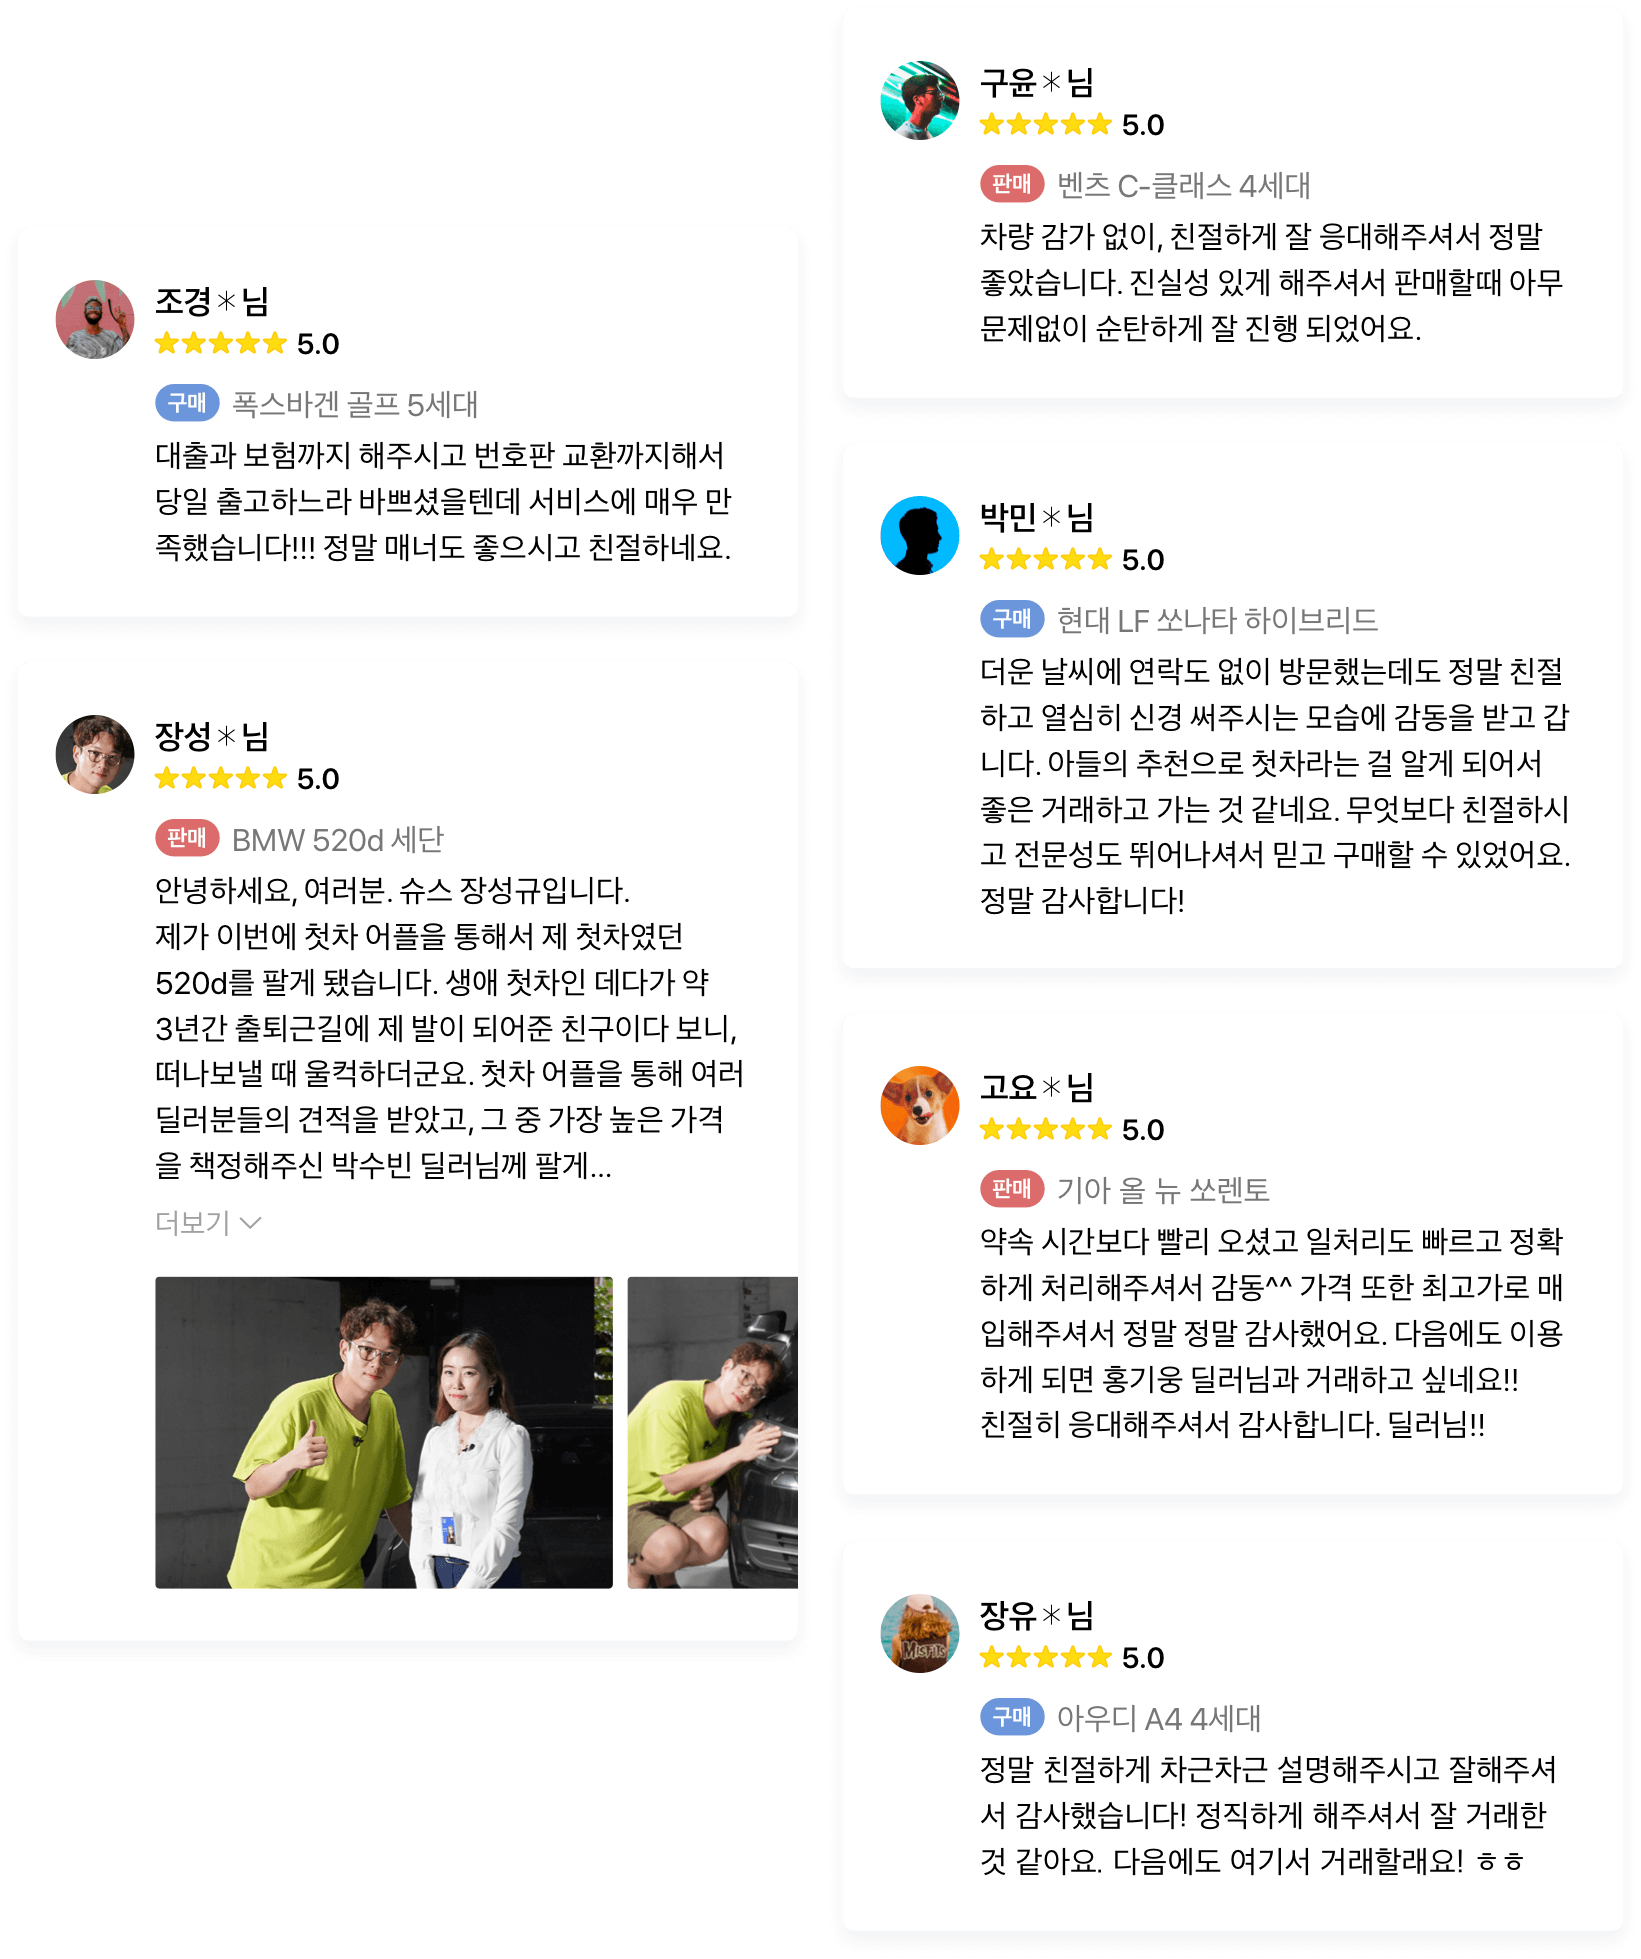 조경＊님
5.0
구매 폭스바겐 골프 5세대
대출과 보험까지 해주시고 번호판 교환까지해서
당일 출고하느라 바쁘셨을텐데 서비스에 매우 만
족했습니다!!! 정말 매너도 좋으시고 친절하네요.
장성＊님
5.0
판매 BMW 520d 세단
안녕하세요, 여러분. 슈스 장성규입니다.
제가 이번에 첫차 어플을 통해서 제 첫차였던
520d를 팔게 됐습니다. 생애 첫차인 데다가 약
3년간 출퇴근길에 제 발이 되어준 친구이다 보니,
떠나보낼 때 울컥하더군요. 첫차 어플을 통해 여러
딜러분들의 견적을 받았고, 그 중 가장 높은 가격
을 책정해주신 박수빈 딜러님께 팔게...
더보기
구윤＊님
5.0
판매 벤츠 C-클래스 4세대
차량 감가 없이, 친절하게 잘 응대해주셔서 정말
좋았습니다. 진실성 있게 해주셔서 판매할때 아무
문제없이 순탄하게 잘 진행 되었어요.
박민＊님
5.0
구매 현대 LF 쏘나타 하이브리드
더운 날씨에 연락도 없이 방문했는데도 정말 친절
하고 열심히 신경 써주시는 모습에 감동을 받고 갑
니다. 아들의 추천으로 첫차라는 걸 알게 되어서
좋은 거래하고 가는 것 같네요. 무엇보다 친절하시
고 전문성도 뛰어나셔서 믿고 구매할 수 있었어요.
정말 감사합니다!
고요＊님
5.0
판매 기아 올 뉴 쏘렌토
약속 시간보다 빨리 오셨고 일처리도 빠르고 정확
하게 처리해주셔서 감동^^ 가격 또한 최고가로 매
입해주셔서 정말 정말 감사했어요. 다음에도 이용
하게 되면 홍기웅 딜러님과 거래하고 싶네요!!
친절히 응대해주셔서 감사합니다. 딜러님!!
장유＊님
MISFITS
5.0
구매 아우디 A4 4세대
정말 친절하게 차근차근 설명해주시고 잘해주셔
서 감사했습니다! 정직하게 해주셔서 잘 거래한
것 같아요. 다음에도 여기서 거래할래요! ㅎㅎ